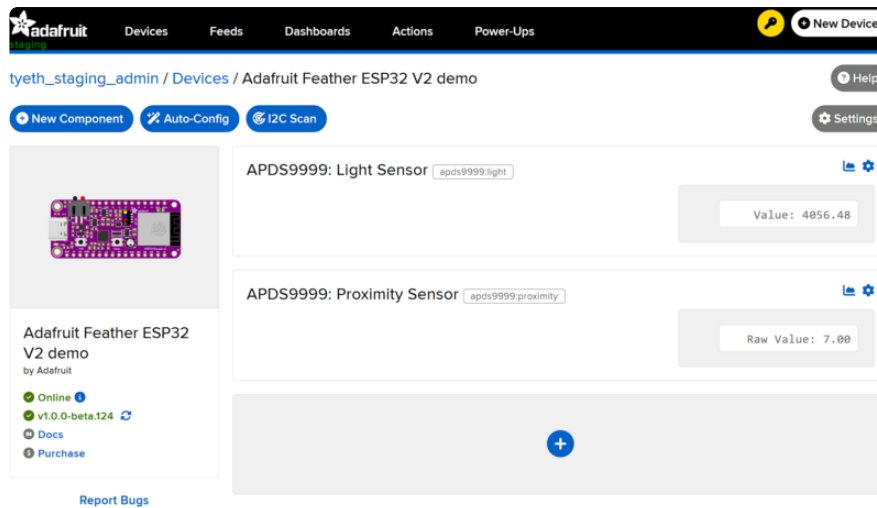 adafruit
staging
Devices
Feeds
Dashboards
Actions
Power-Ups
New Device
tyeth_staging_admin / Devices / Adafruit Feather ESP32 V2 demo
Help
New Component
Auto-Config
I2C Scan
Settings
APDS9999: Light Sensor apds9999:light
Value: 4056.48
APDS9999: Proximity Sensor apds9999:proximity
Raw Value: 7.00
Adafruit Feather ESP32
V2 demo
by Adafruit
Online
v1.0.0-beta.124
Docs
Purchase
Report Bugs